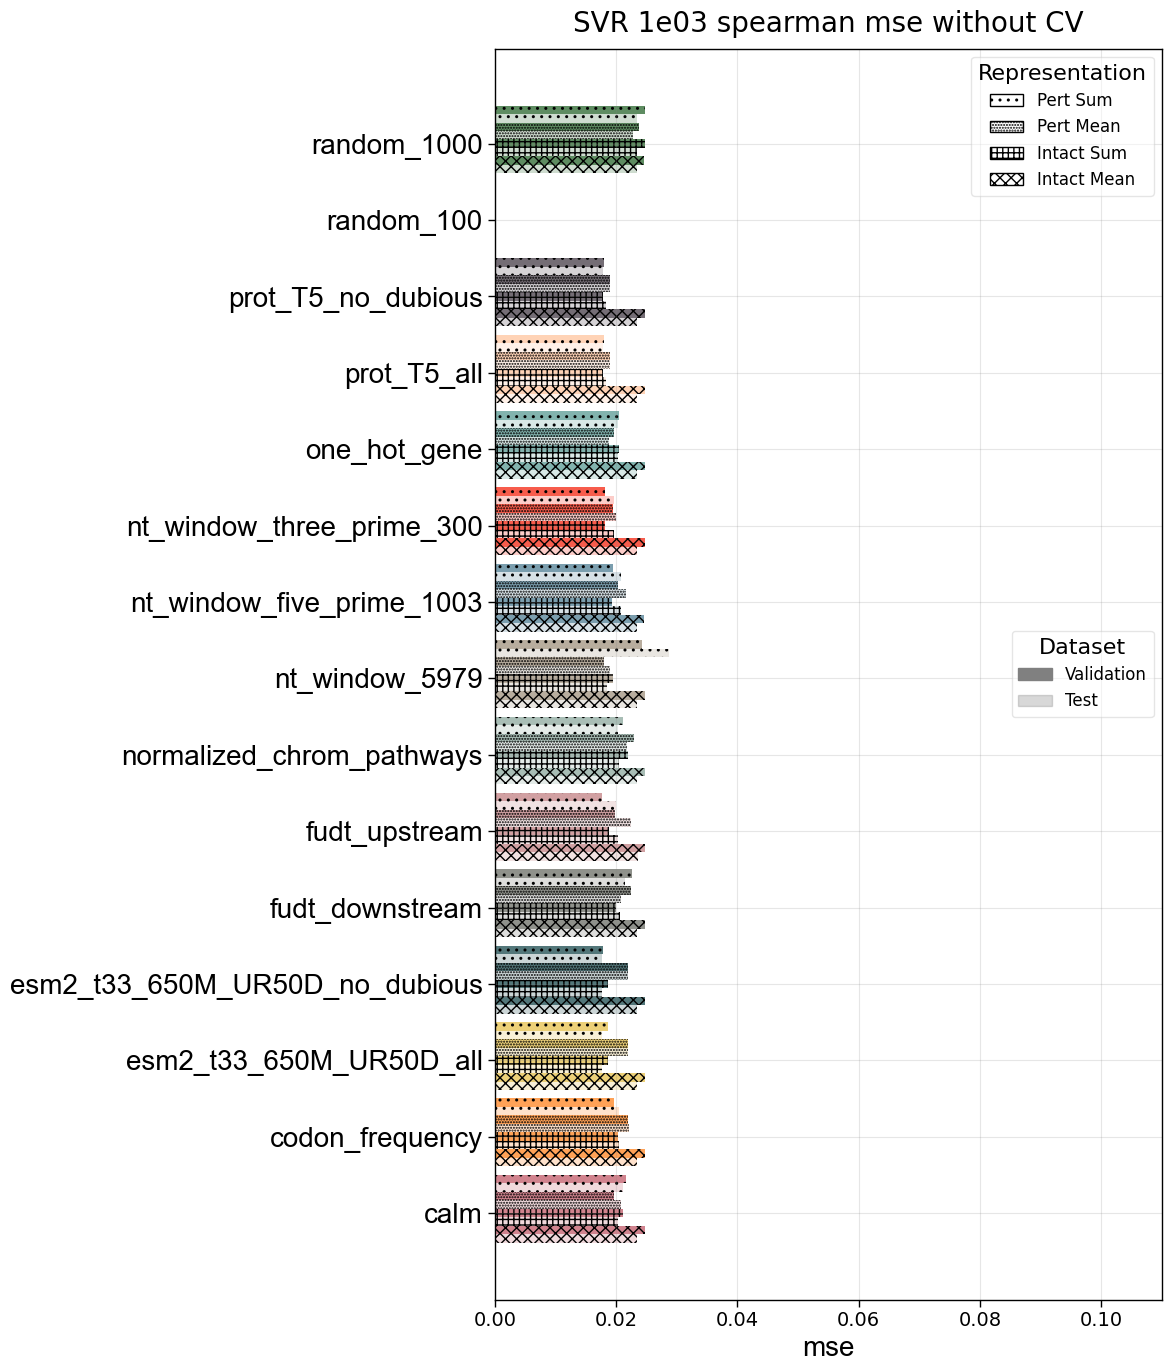 SVR 1e03 spearman mse without CV
Representation
Pert Sum
Pert Mean
Intact Sum
Intact Mean
random_1000
random_100
prot_T5_no_dubious
prot_T5_all
one_hot_gene
nt_window_three_prime_300
nt_window_five_prime_1003
nt_window_5979
Dataset
Validation
Test
normalized_chrom_pathways
fudt_upstream
fudt_downstream
esm2_t33_650M_UR50D_no_dubious
esm2_t33_650M_UR50D_all
codon_frequency
calm
0.00 0.02 0.04 0.06 0.08 0.10
mse